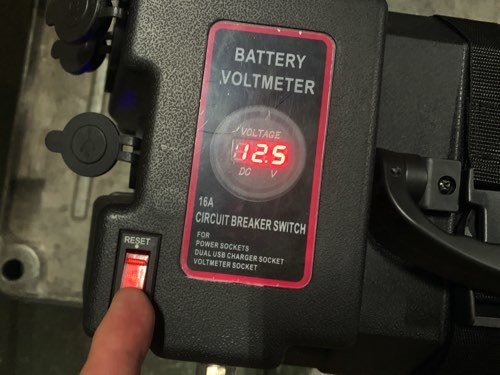 BATTERY
VOLTMETER
VOLTAGE
12.5
DC V
16A
CIRCUIT BREAKER SWITCH
FOR
POWER SOCKETS
DUAL USB CHARGER SOCKET
VOLTMETER SOCKET
RESET